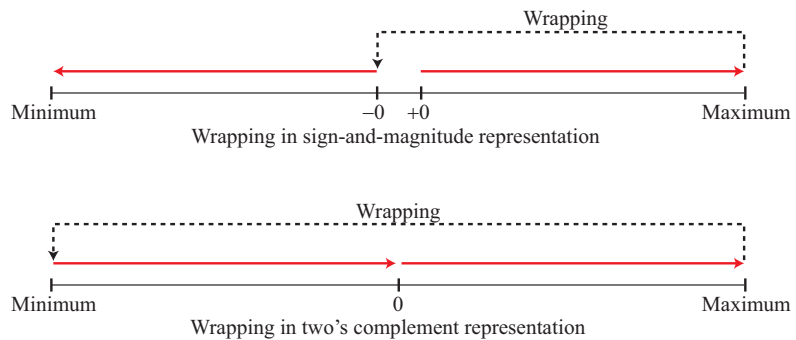 Wrapping
Minimum −0 +0 Maximum
Wrapping in sign-and-magnitude representation
Wrapping
Minimum 0 Maximum
Wrapping in two’s complement representation